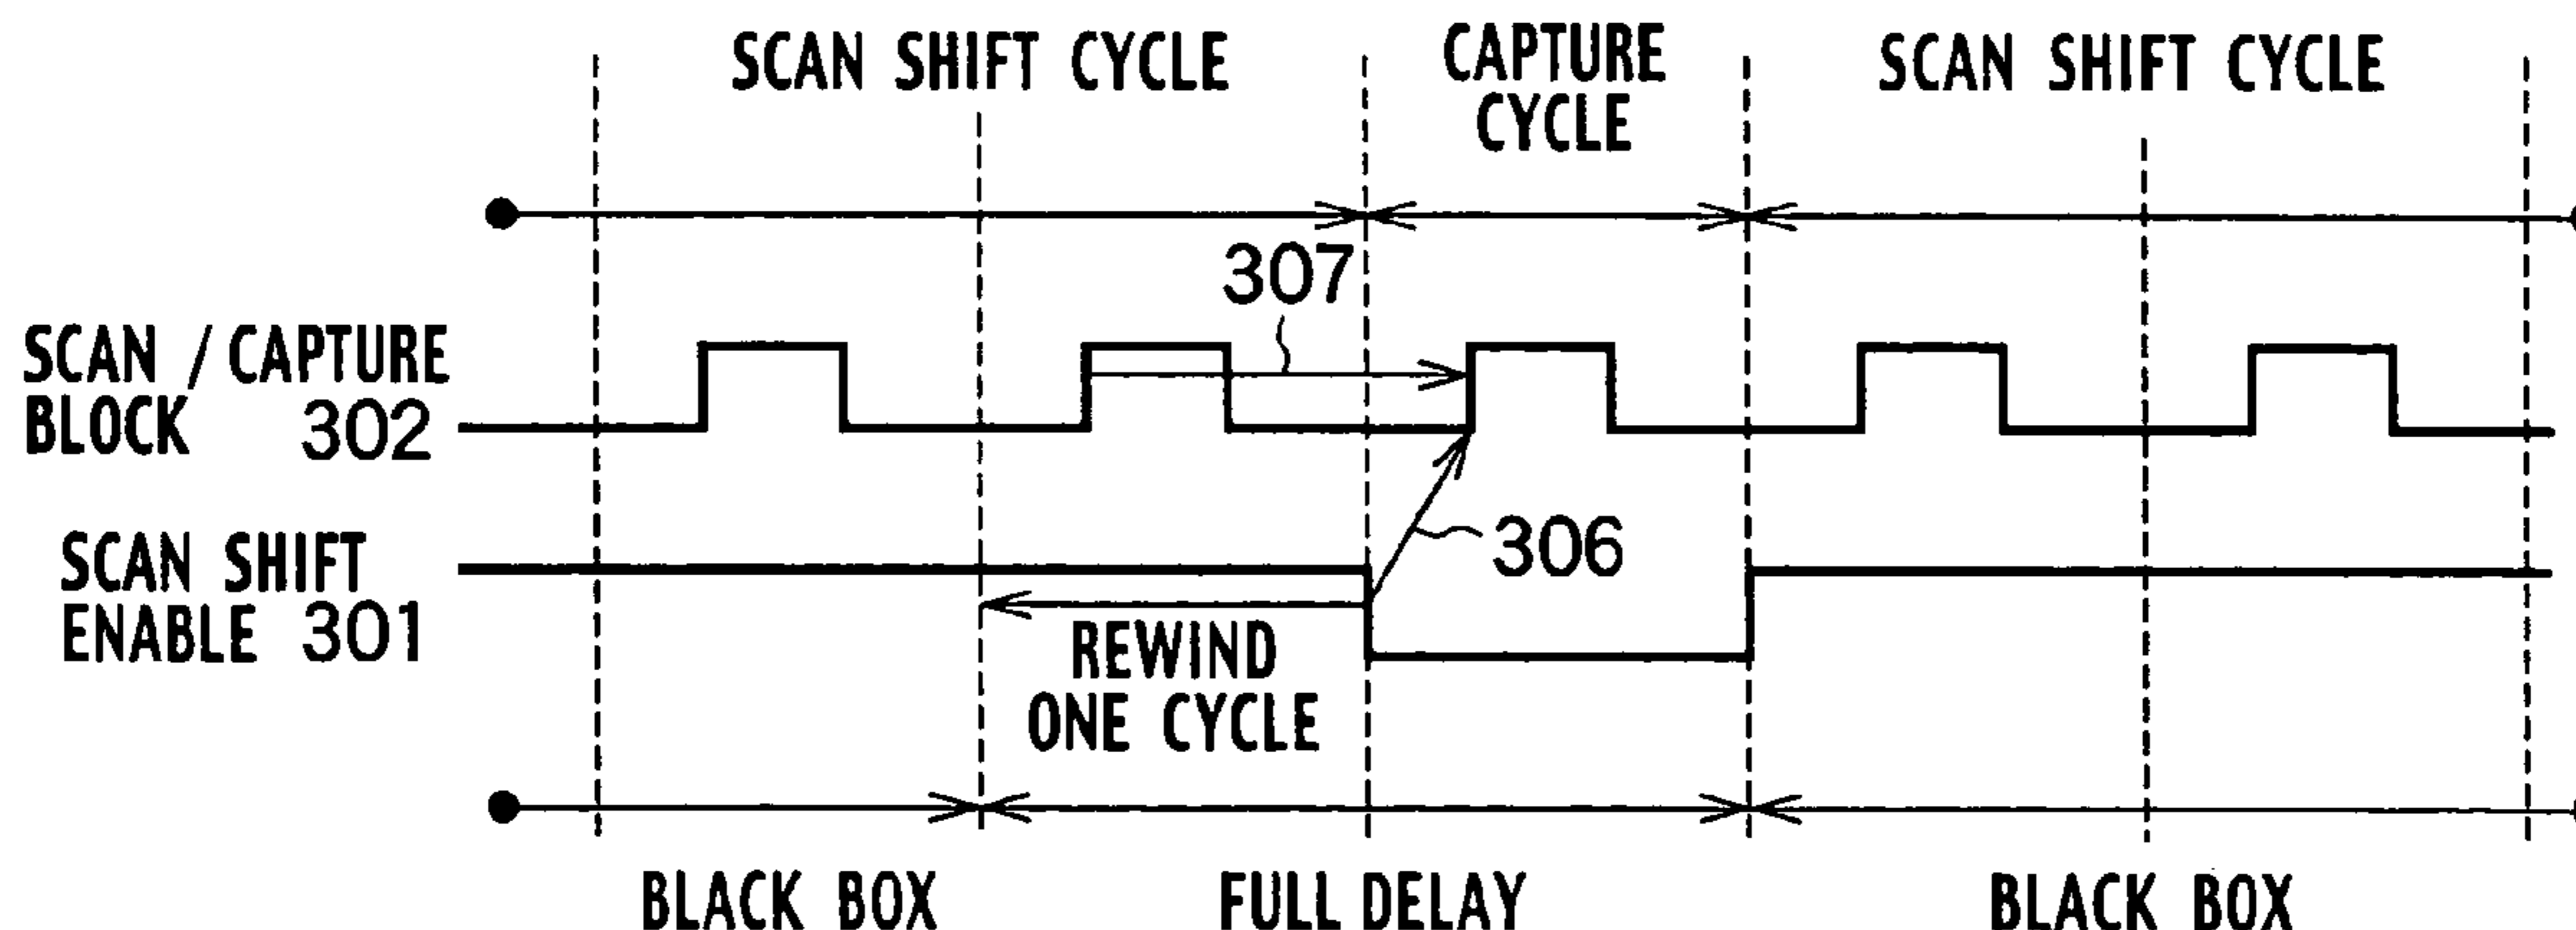 SCAN SHIFT CYCLE
CAPTURE
CYCLE
SCAN SHIFT CYCLE
307
SCAN / CAPTURE
BLOCK 302
306
SCAN SHIFT
ENABLE 301
REWIND
ONE CYCLE
BLACK BOX
FULL DELAY
BLACK BOX